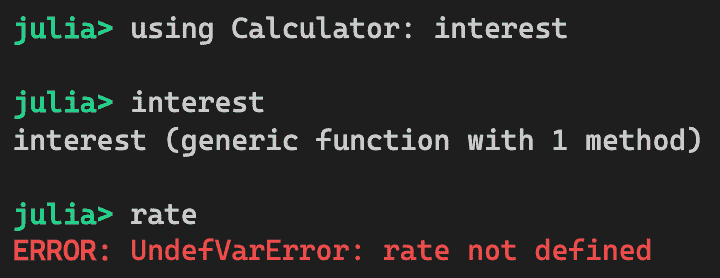 julia> using Calculator: interest
julia> interest
interest (generic function with 1 method)
julia> rate
ERROR: UndefVarError: rate not defined